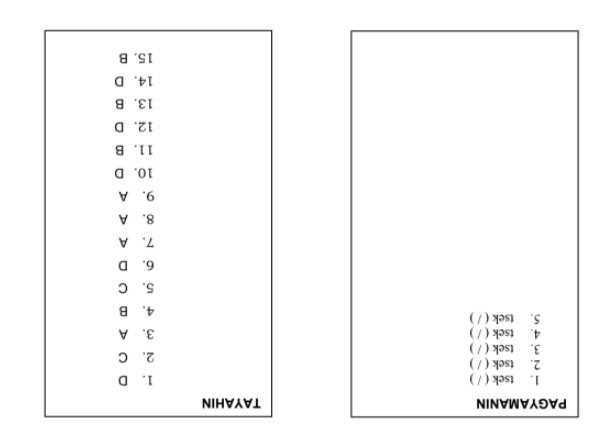 PAGYAMANIN
1. tsek ( / )
2. tsek ( / )
3. tsek ( / )
4. tsek ( / )
5. tsek ( / )
TAYAHIN
1. D
2. C
3. A
4. B
5. C
6. D
7. A
8. A
9. A
10. D
11. B
12. D
13. B
14. D
15. B